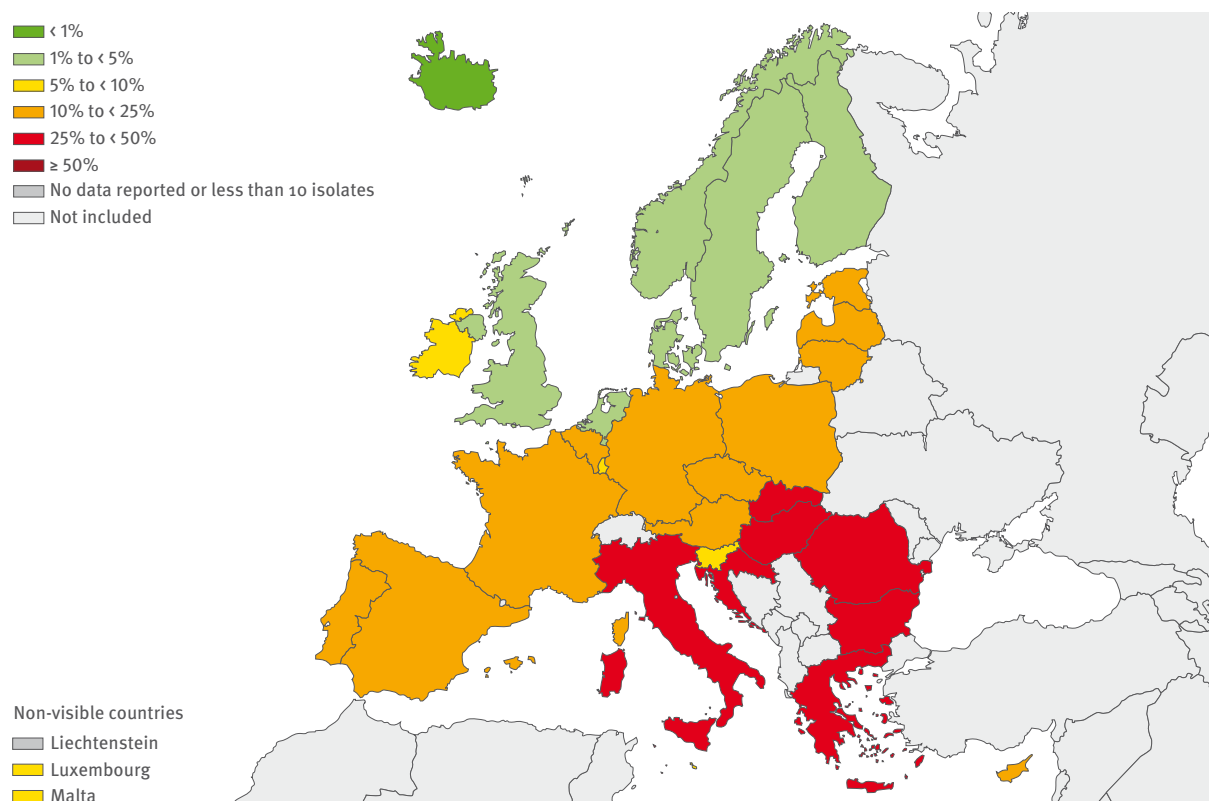 < 1%
1% to < 5%
5% to < 10%
10% to < 25%
25% to < 50%
≥ 50%
No data reported or less than 10 isolates
Not included
Non-visible countries
Liechtenstein
Luxembourg
Malta